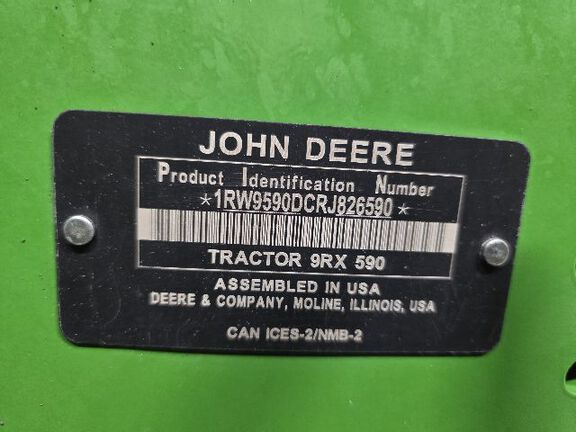 JOHN DEERE
Product Identification Number
*1RW9590DCRJ826590*
TRACTOR 9RX 590
ASSEMBLED IN USA
DEERE & COMPANY, MOLINE, ILLINOIS, USA
CAN ICES-2/NMB-2